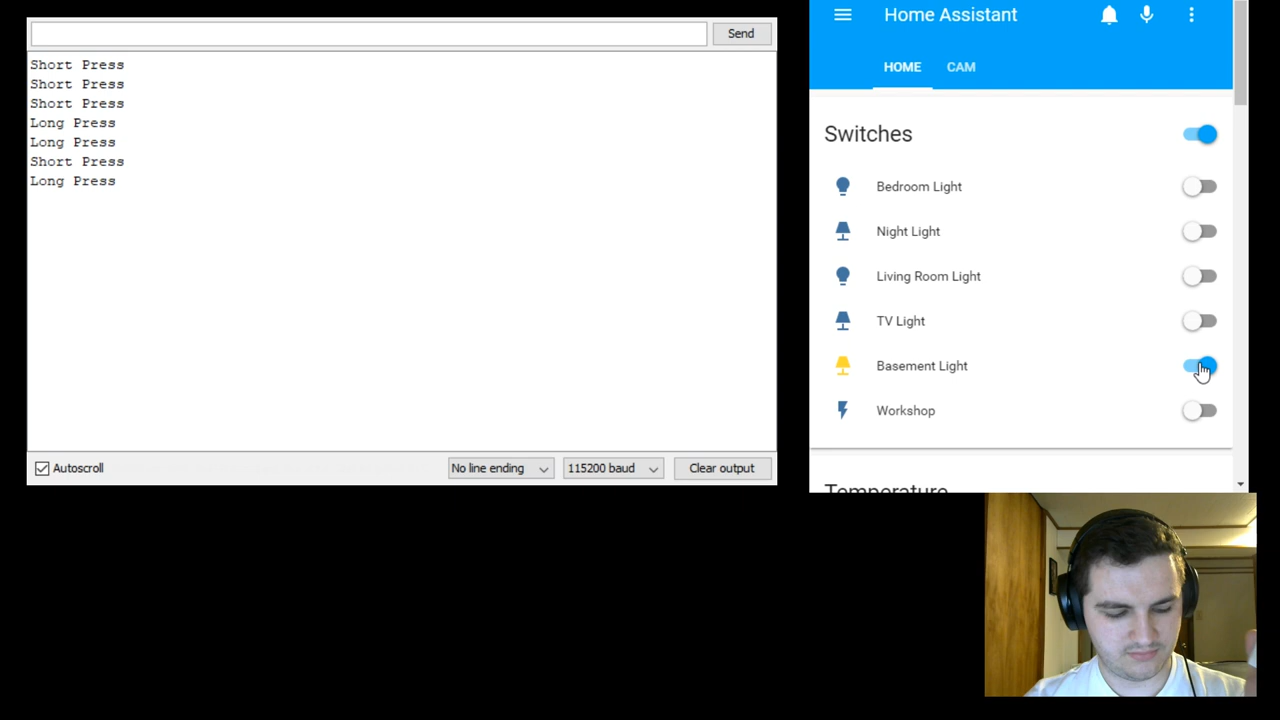 Send
Short Press
Short Press
Short Press
Long Press
Long Press
Short Press
Long Press
Autoscroll
No line ending
115200 baud
Clear output
Home Assistant
HOME
CAM
Switches
Bedroom Light
Night Light
Living Room Light
TV Light
Basement Light
Workshop
Temperature